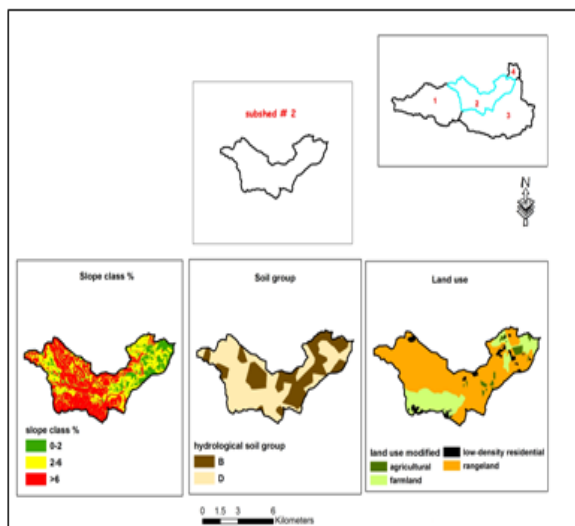 4
1
2
3
subshed # 2
N
Slope class %
slope class %
0-2
2-6
>6
Soil group
hydrological soil group
B
D
Land use
land use modified
agricultural
farmland
low-density residential
rangeland
0 1.5 3 6
Kilometers